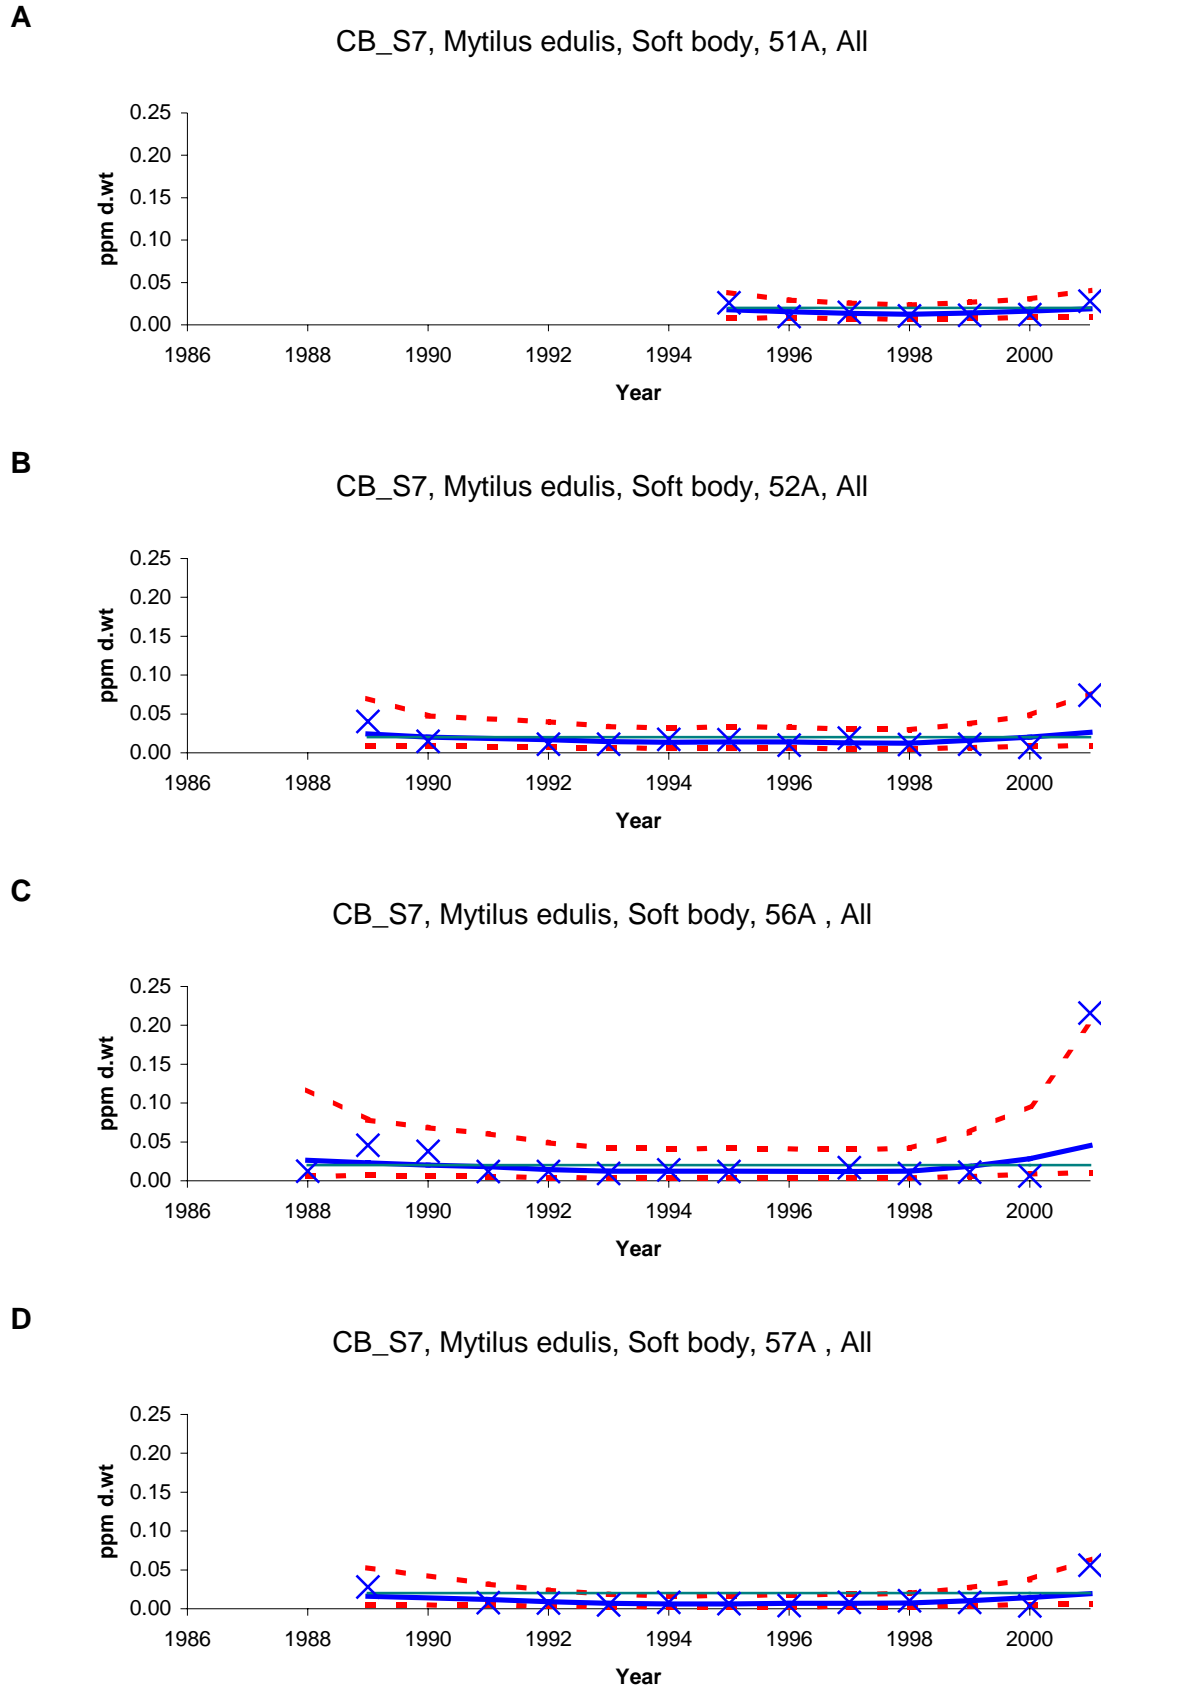 A
CB_S7, Mytilus edulis, Soft body, 51A, All
0.25
0.20
0.15
0.10
0.05
0.00
ppm d.wt
1986 1988 1990 1992 1994 1996 1998 2000
Year
B
CB_S7, Mytilus edulis, Soft body, 52A, All
0.25
0.20
0.15
0.10
0.05
0.00
ppm d.wt
1986 1988 1990 1992 1994 1996 1998 2000
Year
C
CB_S7, Mytilus edulis, Soft body, 56A , All
0.25
0.20
0.15
0.10
0.05
0.00
ppm d.wt
1986 1988 1990 1992 1994 1996 1998 2000
Year
D
CB_S7, Mytilus edulis, Soft body, 57A , All
0.25
0.20
0.15
0.10
0.05
0.00
ppm d.wt
1986 1988 1990 1992 1994 1996 1998 2000
Year